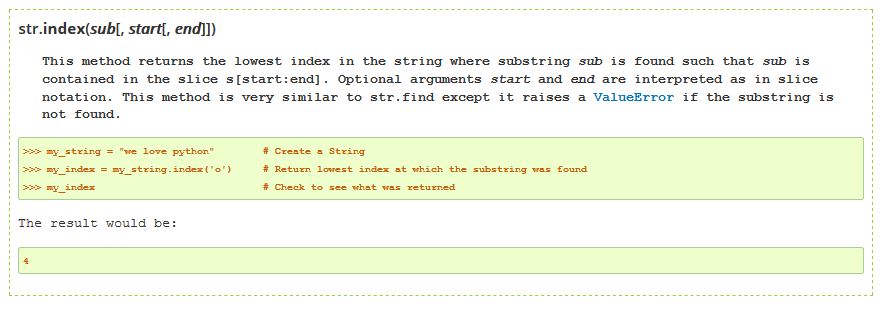 str.index(sub[, start[, end]])
This method returns the lowest index in the string where substring sub is found such that sub is
contained in the slice s[start:end]. Optional arguments start and end are interpreted as in slice
notation. This method is very similar to str.find except it raises a ValueError if the substring is
not found.
>>> my_string = "we love python" # Create a String
>>> my_index = my_string.index('o') # Return lowest index at which the substring was found
>>> my_index # Check to see what was returned
The result would be:
4